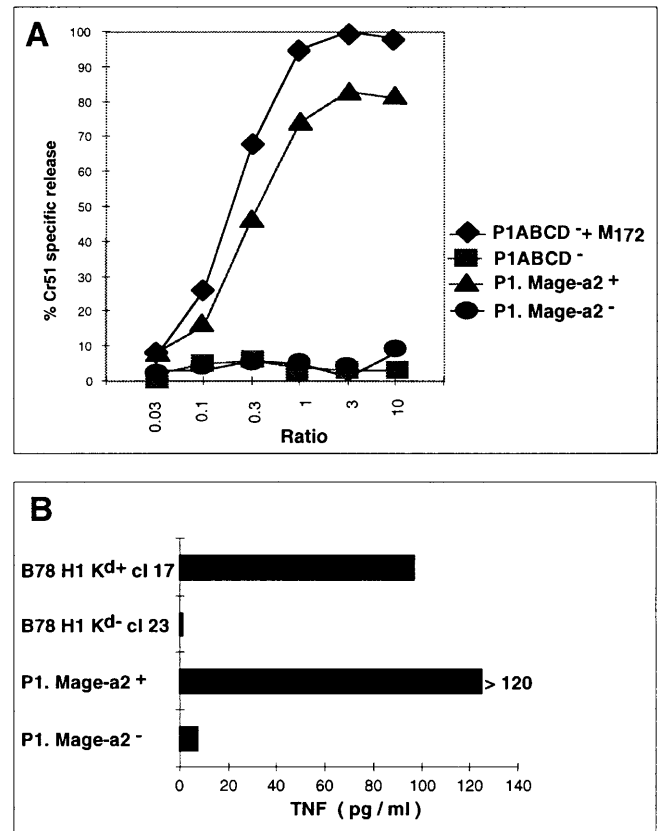 A
% Cr51 specific release
100
90
80
70
60
50
40
30
20
10
0
0.03
0.1
0.3
1
3
10
Ratio
P1ABCD - + M172
P1ABCD -
P1. Mage-a2 +
P1. Mage-a2 -
B
B78 H1 Kd+ cl 17
B78 H1 Kd- cl 23
P1. Mage-a2 +
> 120
P1. Mage-a2 -
0 20 40 60 80 100 120 140
TNF ( pg / ml )